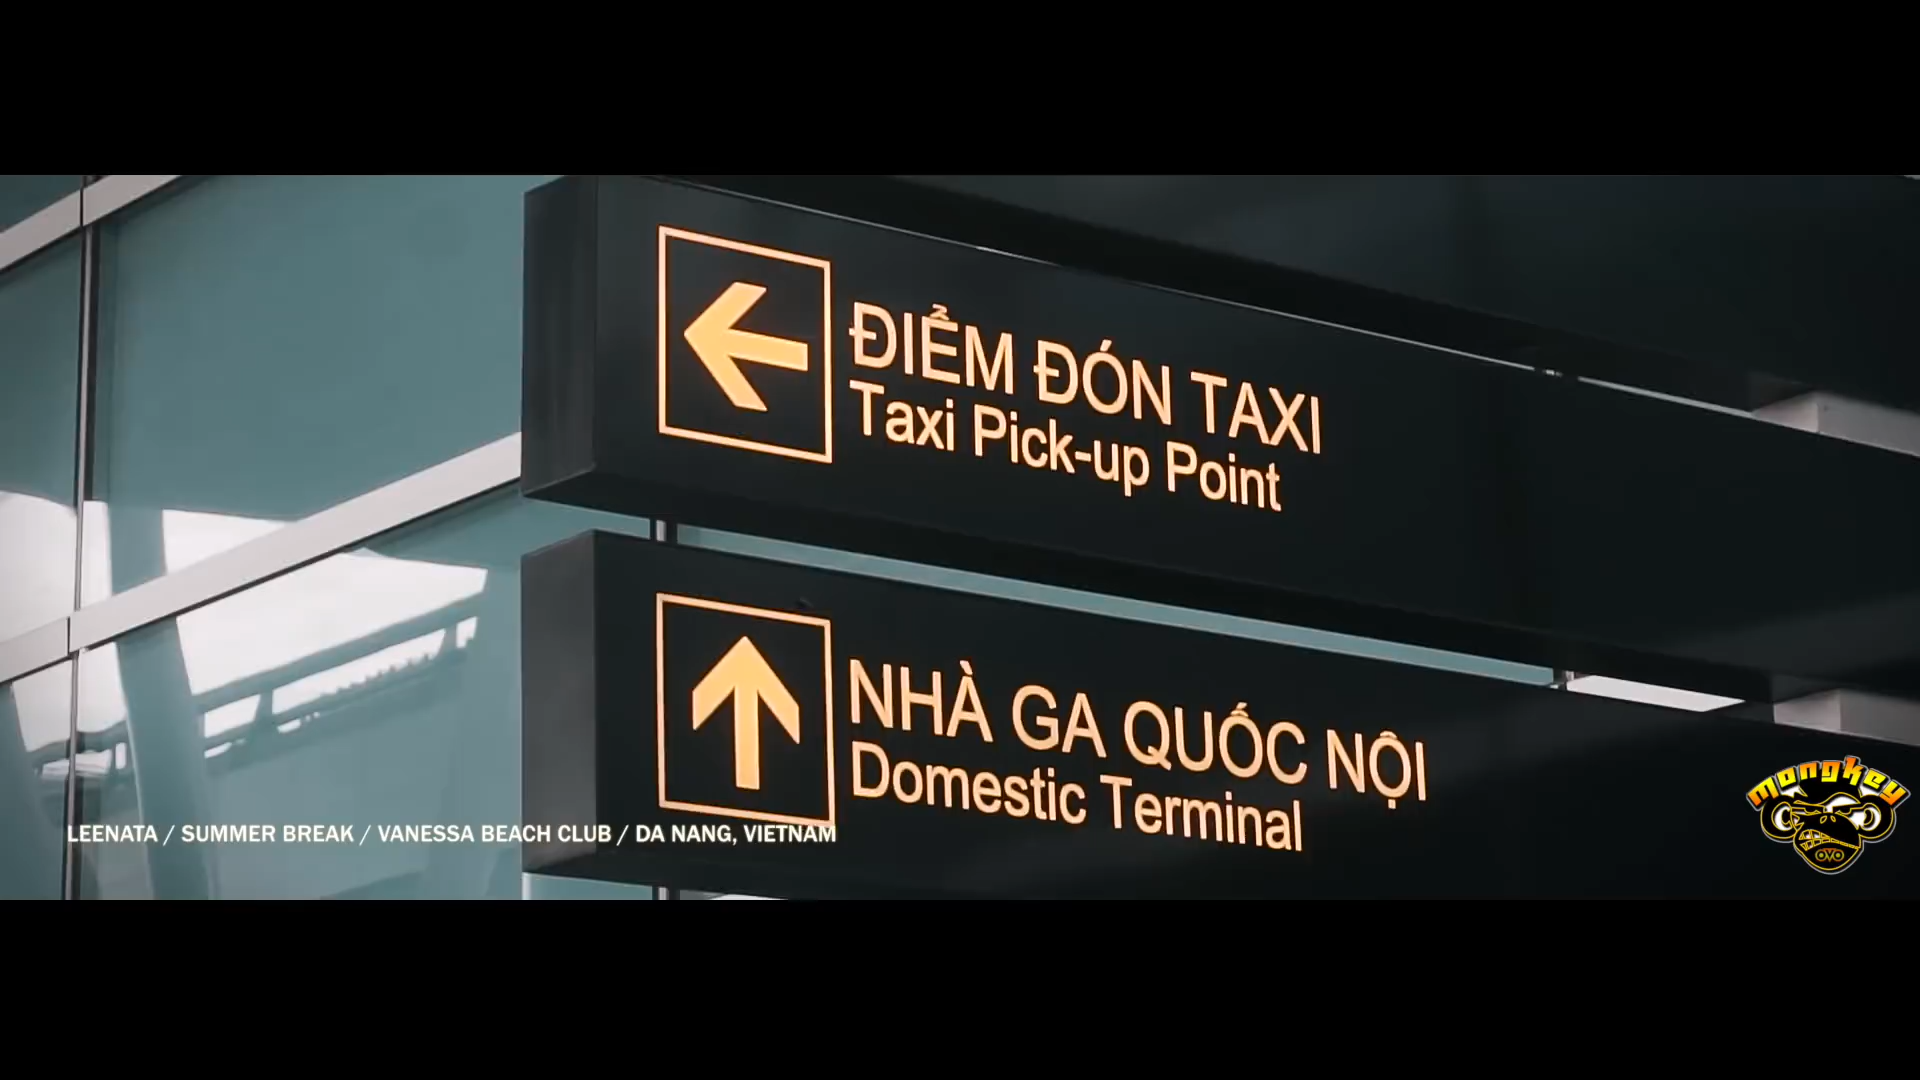 ĐIỂM ĐÓN TAXI
Taxi Pick-up Point
NHÀ GA QUỐC NỘI
Domestic Terminal
LEENATA / SUMMER BREAK / VANESSA BEACH CLUB / DA NANG, VIETNAM
mongkey
OVO